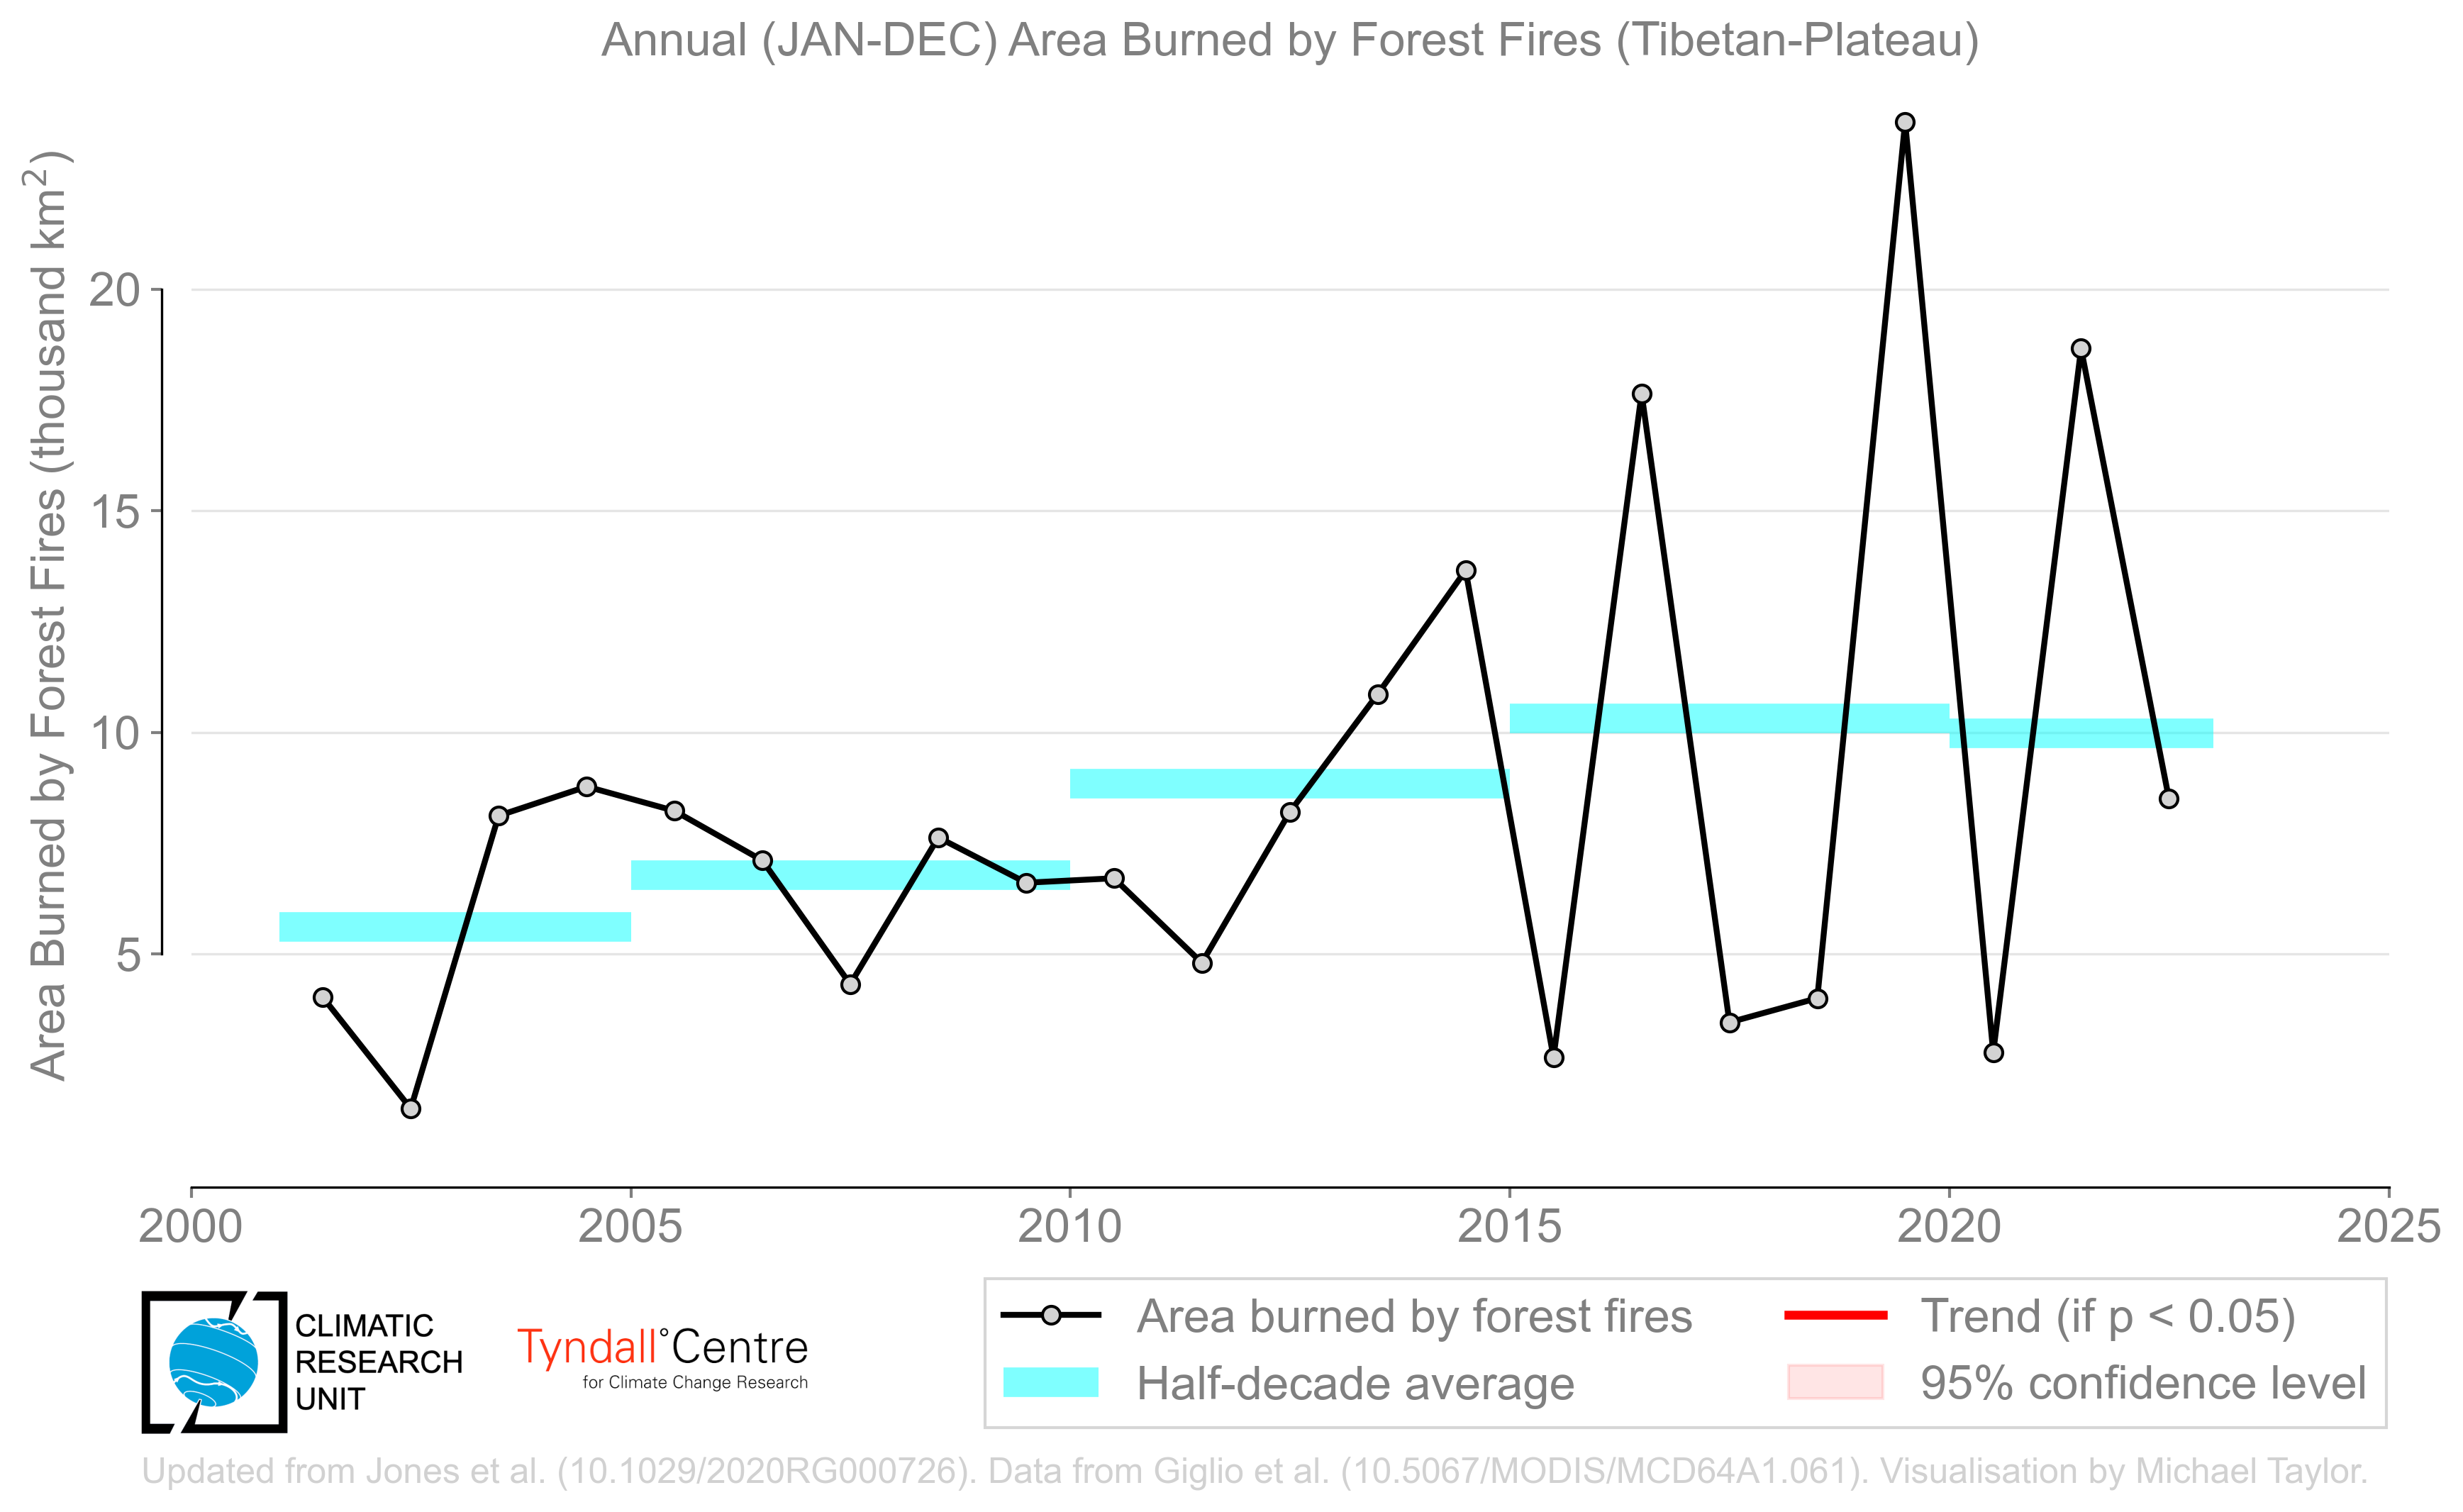 Annual (JAN-DEC) Area Burned by Forest Fires (Tibetan-Plateau)
Area Burned by Forest Fires (thousand km²)
20
15
10
5
2000 2005 2010 2015 2020 2025
CLIMATIC
RESEARCH
UNIT
Tyndall°Centre
for Climate Change Research
Area burned by forest fires
Half-decade average
Trend (if p < 0.05)
95% confidence level
Updated from Jones et al. (10.1029/2020RG000726). Data from Giglio et al. (10.5067/MODIS/MCD64A1.061). Visualisation by Michael Taylor.